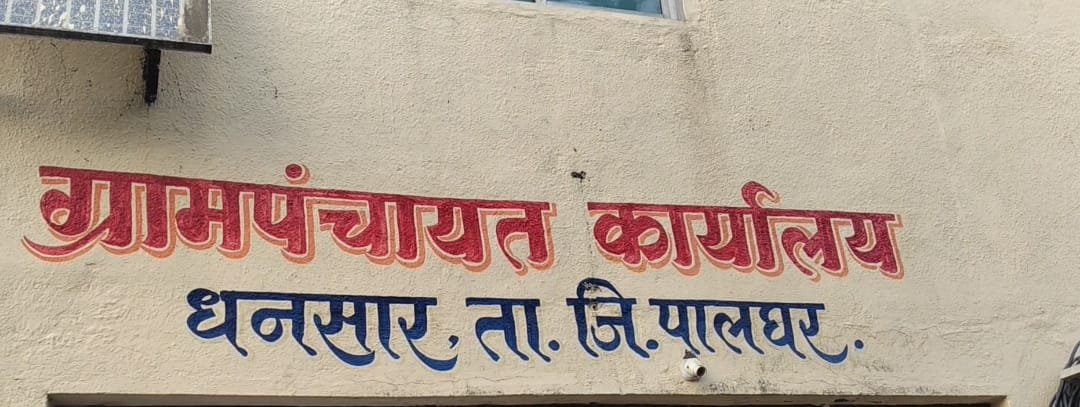 ग्रामपंचायत कार्यालय
धनसार, ता. जि. पालघर.